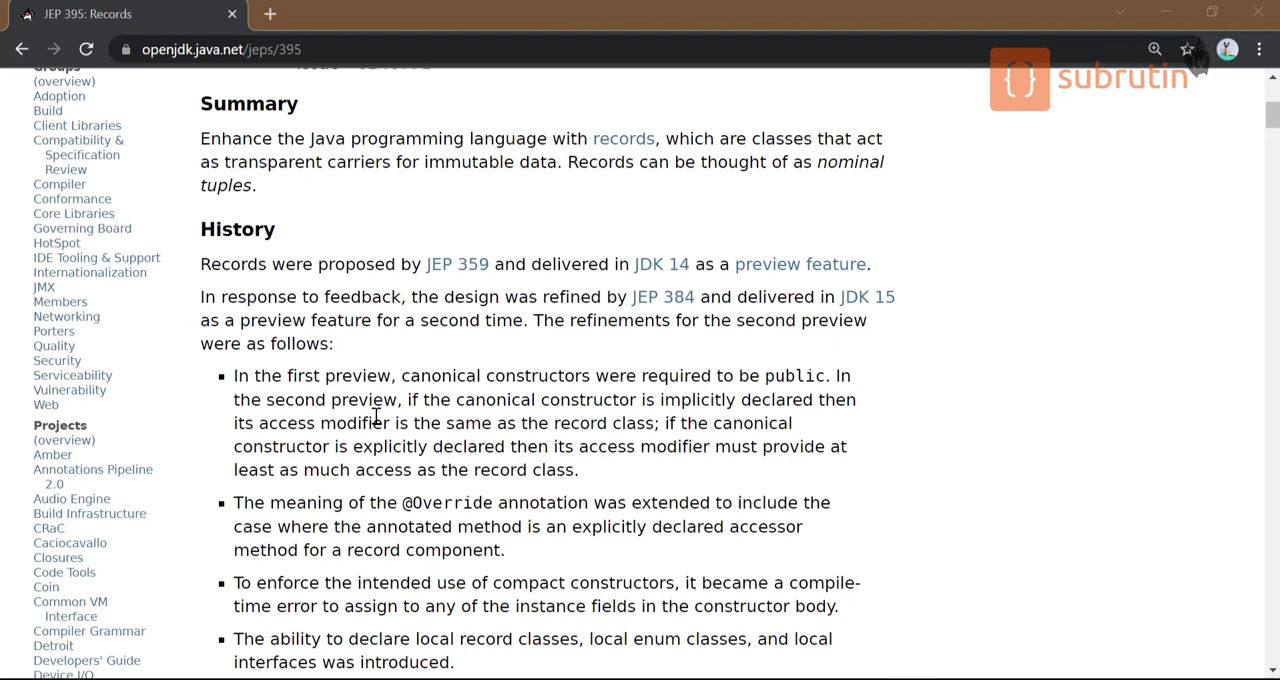 JEP 395: Records
openjdk.java.net/jeps/395
{ } subrutin
Groups
(overview)
Adoption
Build
Client Libraries
Compatibility &
Specification
Review
Compiler
Conformance
Core Libraries
Governing Board
HotSpot
IDE Tooling & Support
Internationalization
JMX
Members
Networking
Porters
Quality
Security
Serviceability
Vulnerability
Web
Projects
(overview)
Amber
Annotations Pipeline
2.0
Audio Engine
Build Infrastructure
CRaC
Caciocavallo
Closures
Code Tools
Coin
Common VM
Interface
Compiler Grammar
Detroit
Developers' Guide
Device I/O
Summary
Enhance the Java programming language with records, which are classes that act
as transparent carriers for immutable data. Records can be thought of as nominal
tuples.
History
Records were proposed by JEP 359 and delivered in JDK 14 as a preview feature.
In response to feedback, the design was refined by JEP 384 and delivered in JDK 15
as a preview feature for a second time. The refinements for the second preview
were as follows:
▪ In the first preview, canonical constructors were required to be public. In
the second preview, if the canonical constructor is implicitly declared then
its access modifier is the same as the record class; if the canonical
constructor is explicitly declared then its access modifier must provide at
least as much access as the record class.
▪ The meaning of the @Override annotation was extended to include the
case where the annotated method is an explicitly declared accessor
method for a record component.
▪ To enforce the intended use of compact constructors, it became a compile-
time error to assign to any of the instance fields in the constructor body.
▪ The ability to declare local record classes, local enum classes, and local
interfaces was introduced.